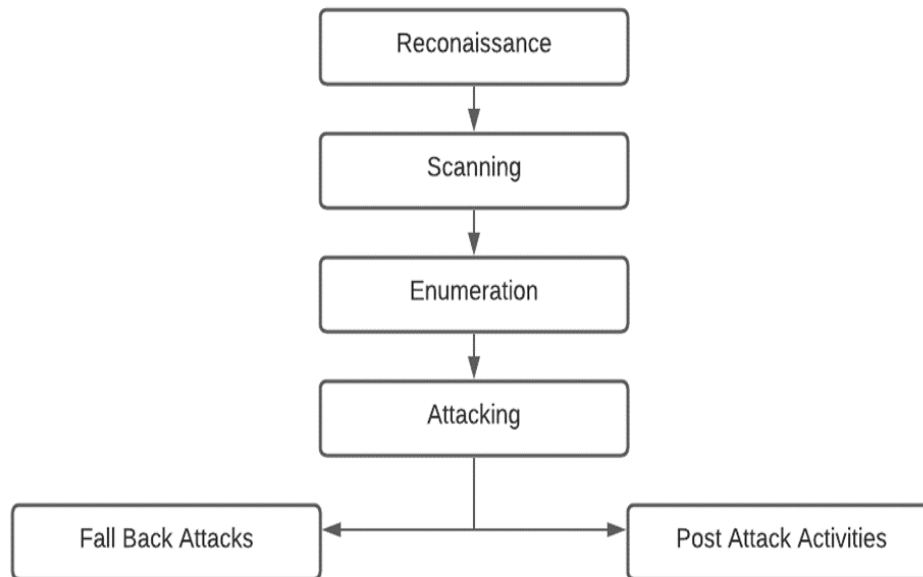 Reconaissance
Scanning
Enumeration
Attacking
Fall Back Attacks
Post Attack Activities